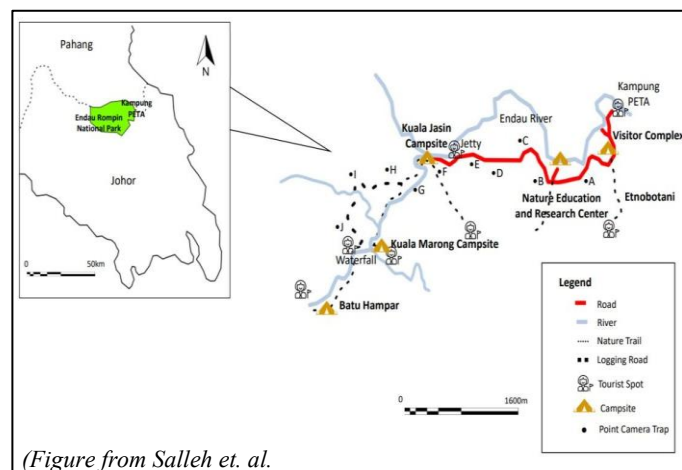 Pahang
N
Kampung
PETA
Endau Rompin
National Park
Johor
0
50km
Kampung
PETA
Endau River
Visitor Complex
Kuala Jasin
Campsite
Jetty
C
E
D
F
B
A
I
H
G
J
Nature Education
and Research Center
Etnobotani
Kuala Marong Campsite
Waterfall
Batu Hampar
0
1600m
Legend
Road
River
Nature Trail
Logging Road
Tourist Spot
Campsite
Point Camera Trap
(Figure from Salleh et. al.